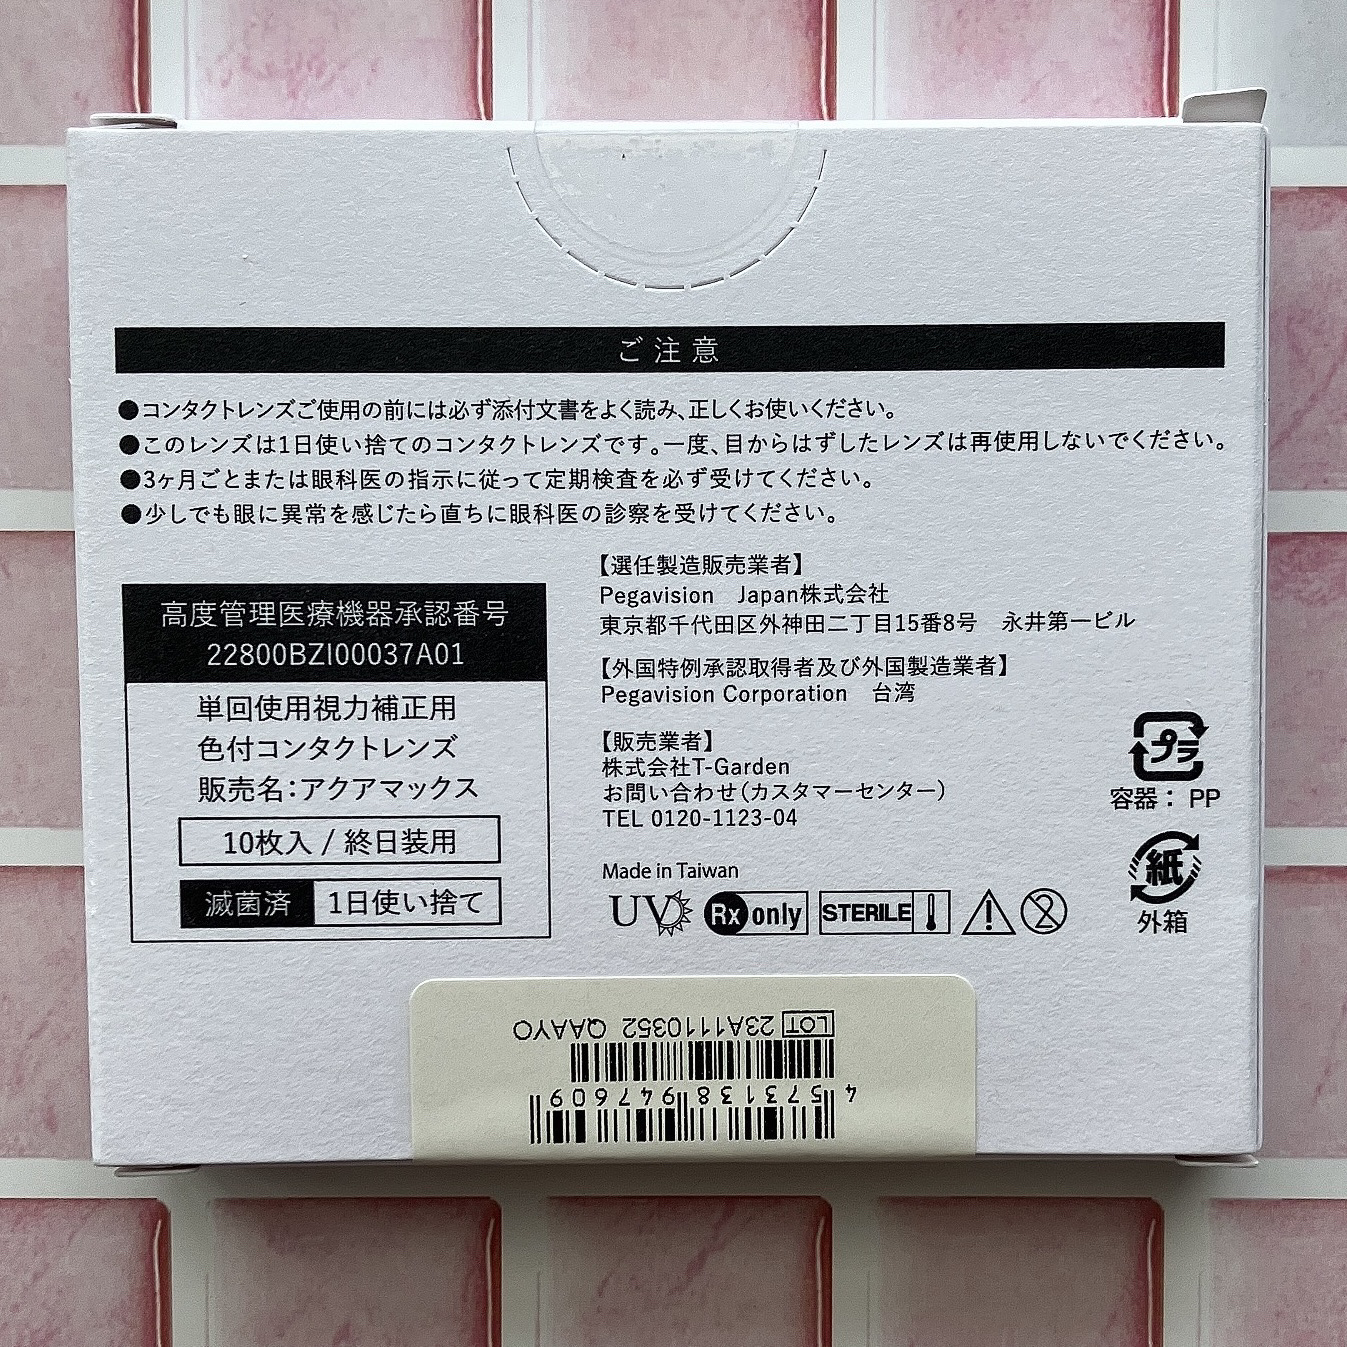 ご注意
●コンタクトレンズご使用の前には必ず添付文書をよく読み、正しくお使いください。
●このレンズは1日使い捨てのコンタクトレンズです。一度、目からはずしたレンズは再使用しないでください。
●3ヶ月ごとまたは眼科医の指示に従って定期検査を必ず受けてください。
●少しでも眼に異常を感じたら直ちに眼科医の診察を受けてください。
高度管理医療機器承認番号
22800BZI00037A01
単回使用視力補正用
色付コンタクトレンズ
販売名:アクアマックス
10枚入 / 終日装用
滅菌済 1日使い捨て
【選任製造販売業者】
Pegavision Japan株式会社
東京都千代田区外神田二丁目15番8号 永井第一ビル
【外国特例承認取得者及び外国製造業者】
Pegavision Corporation 台湾
【販売業者】
株式会社T-Garden
お問い合わせ(カスタマーセンター)
TEL 0120-1123-04
Made in Taiwan
UV Rx only STERILE 2
プラ
容器: PP
紙
外箱
LOT 23A1110352 QAAYO
4 573138 947609